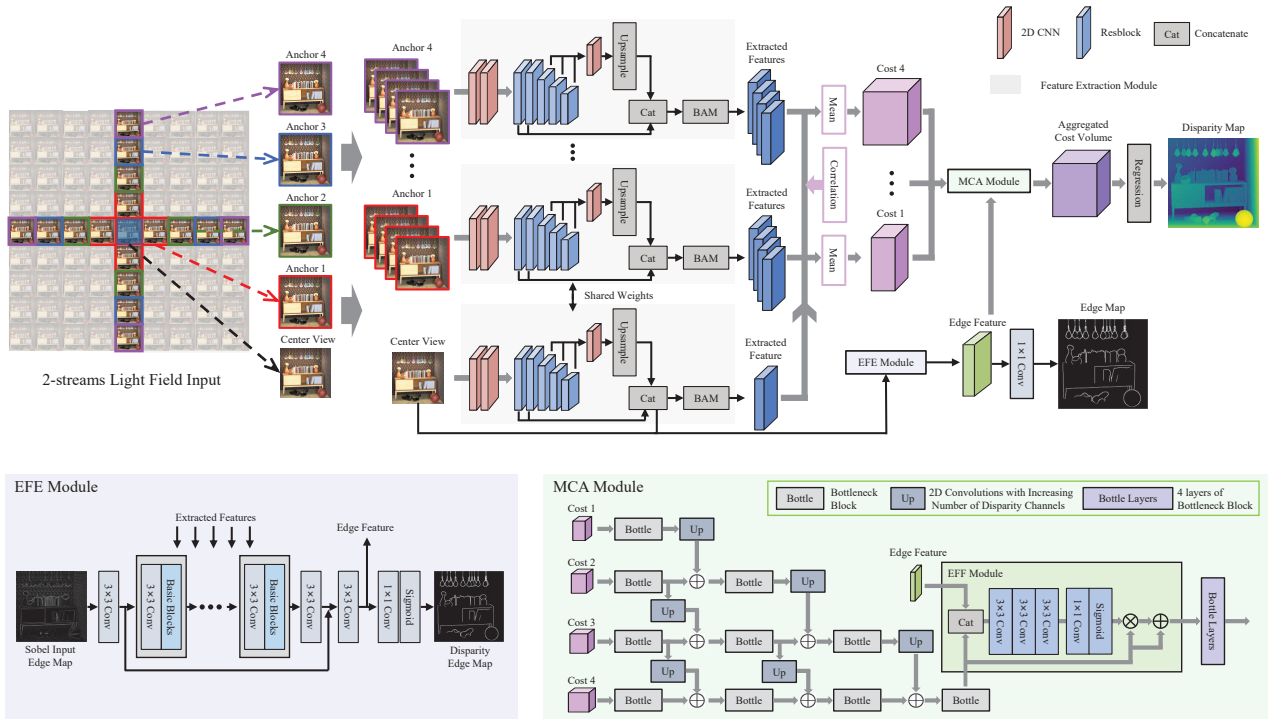 Anchor 4
Anchor 3
Anchor 2
Anchor 1
Center View
2-streams Light Field Input
Anchor 4
Anchor 1
Center View
Upsample
Cat
BAM
Upsample
Cat
BAM
Shared Weights
Upsample
Cat
BAM
Extracted
Features
Extracted
Features
Extracted
Feature
Mean
Correlation
Mean
Cost 4
Cost 1
2D CNN
Resblock
Cat
Concatenate
Feature Extraction Module
MCA Module
Aggregated
Cost Volume
Regression
Disparity Map
EFE Module
Edge Feature
1×1 Conv
Edge Map
EFE Module
Extracted Features
Edge Feature
Sobel Input
Edge Map
3×3 Conv
3×3 Conv
Basic Blocks
3×3 Conv
Basic Blocks
3×3 Conv
3×3 Conv
1×1 Conv
Sigmoid
Disparity
Edge Map
MCA Module
Bottle
Bottleneck
Block
Up
2D Convolutions with Increasing
Number of Disparity Channels
Bottle Layers
4 layers of
Bottleneck Block
Cost 1
Bottle
Up
Cost 2
Bottle
Bottle
Up
Up
Cost 3
Bottle
Bottle
Bottle
Up
Up
Up
Cost 4
Bottle
Bottle
Bottle
Bottle
Edge Feature
EFF Module
Cat
3×3 Conv
3×3 Conv
3×3 Conv
1×1 Conv
Sigmoid
Bottle Layers